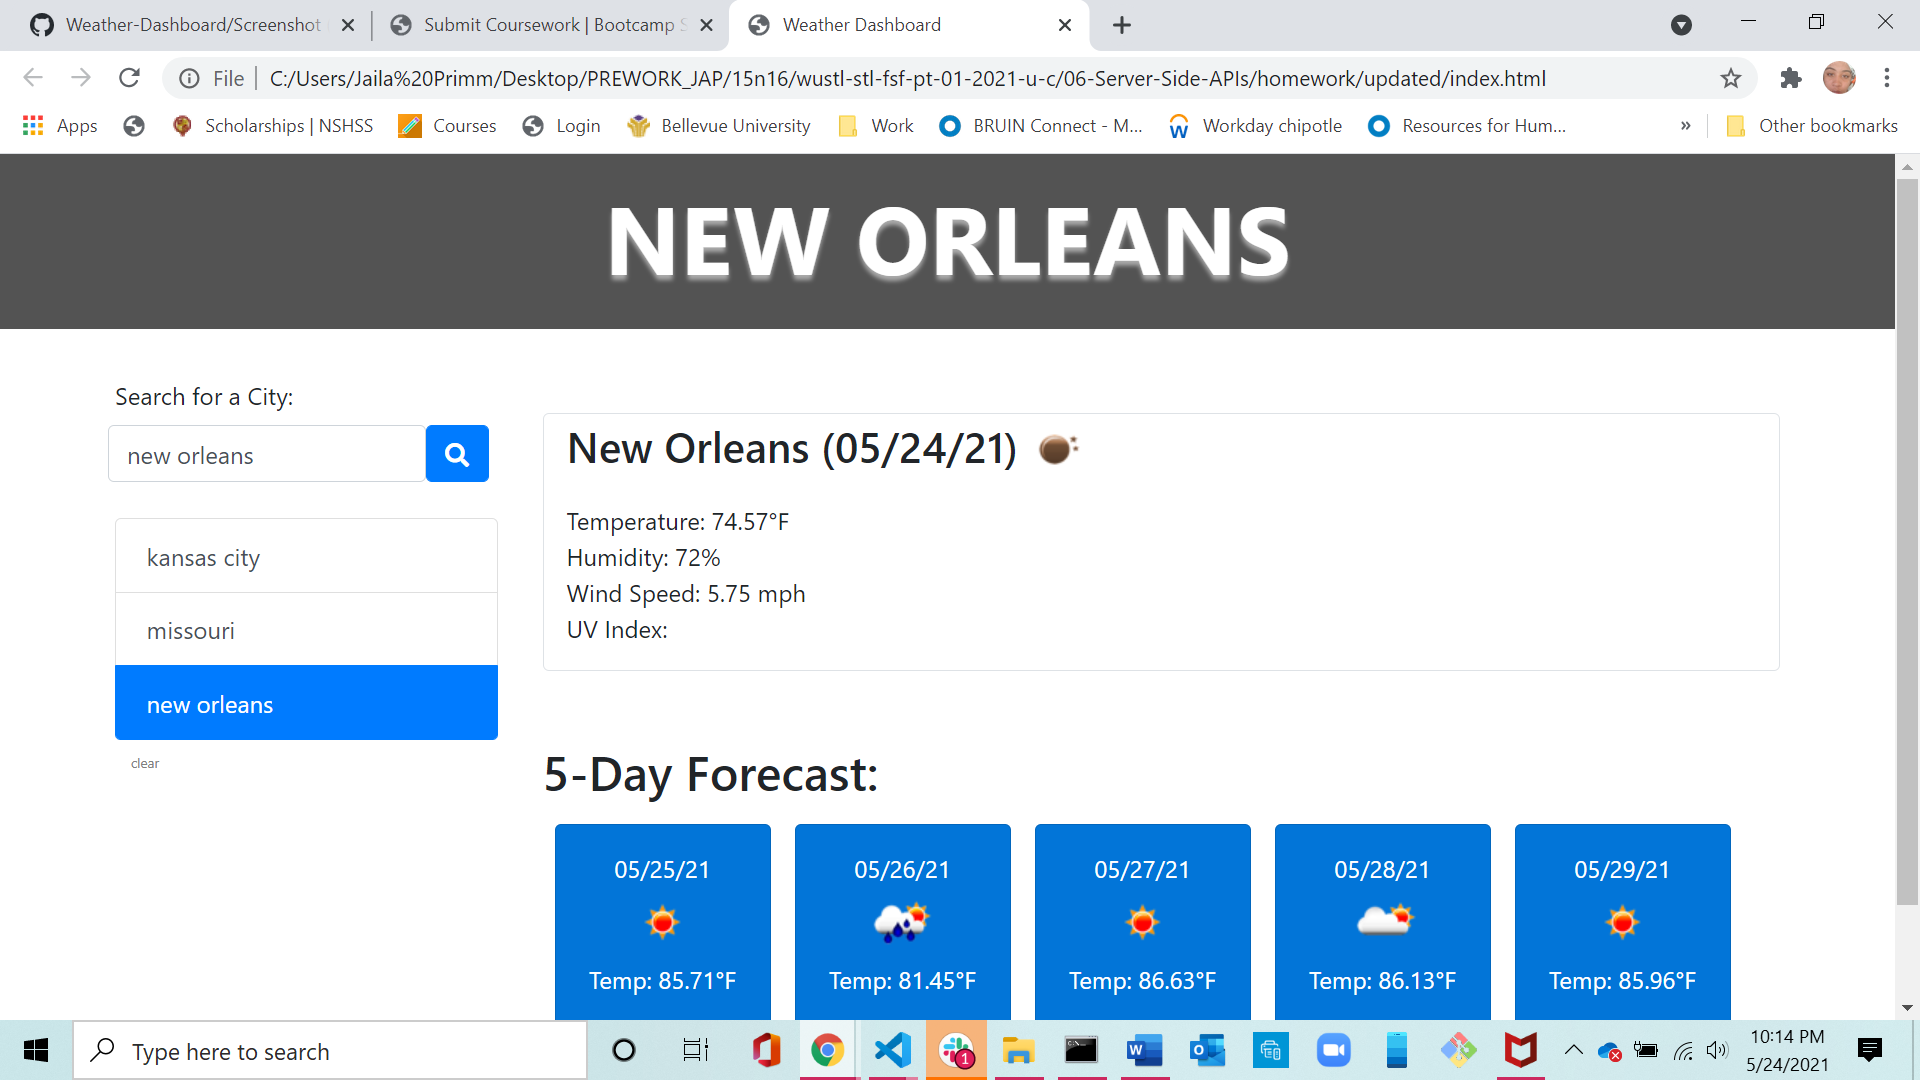 Weather-Dashboard/Screenshot
Submit Coursework | Bootcamp S
Weather Dashboard
File
C:/Users/Jaila%20Primm/Desktop/PREWORK_JAP/15n16/wustl-stl-fsf-pt-01-2021-u-c/06-Server-Side-APIs/homework/updated/index.html
Apps
Scholarships | NSHSS
Courses
Login
Bellevue University
Work
BRUIN Connect - M...
Workday chipotle
Resources for Hum...
»
Other bookmarks
NEW ORLEANS
Search for a City:
new orleans
kansas city
missouri
new orleans
clear
New Orleans (05/24/21)
Temperature: 74.57°F
Humidity: 72%
Wind Speed: 5.75 mph
UV Index:
5-Day Forecast:
05/25/21
Temp: 85.71°F
05/26/21
Temp: 81.45°F
05/27/21
Temp: 86.63°F
05/28/21
Temp: 86.13°F
05/29/21
Temp: 85.96°F
Type here to search
1
10:14 PM
5/24/2021